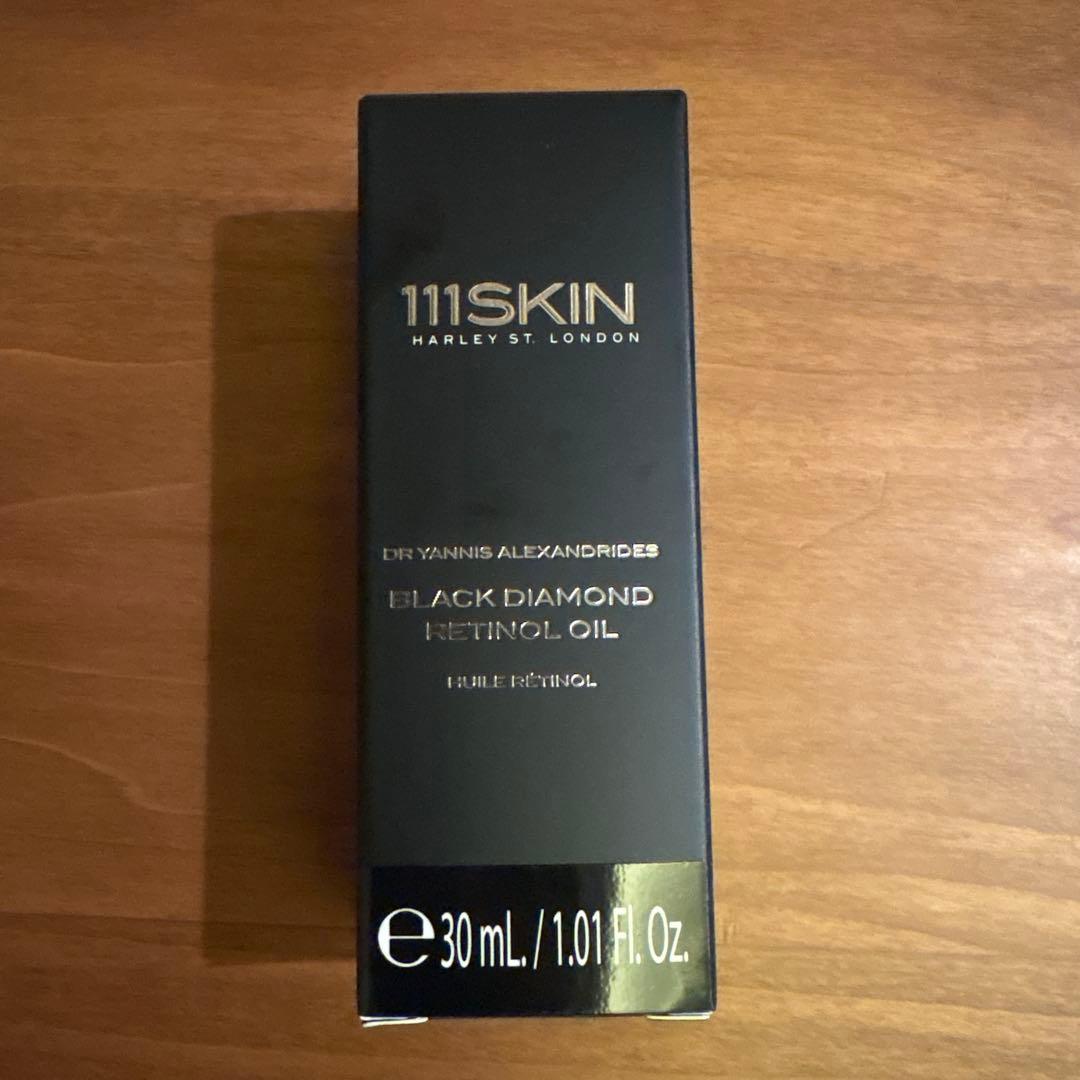 111SKIN
HARLEY ST. LONDON
DR YANNIS ALEXANDRIDES
BLACK DIAMOND
RETINOL OIL
HUILE RÉTINOL
℮ 30 mL. / 1.01 Fl. Oz.